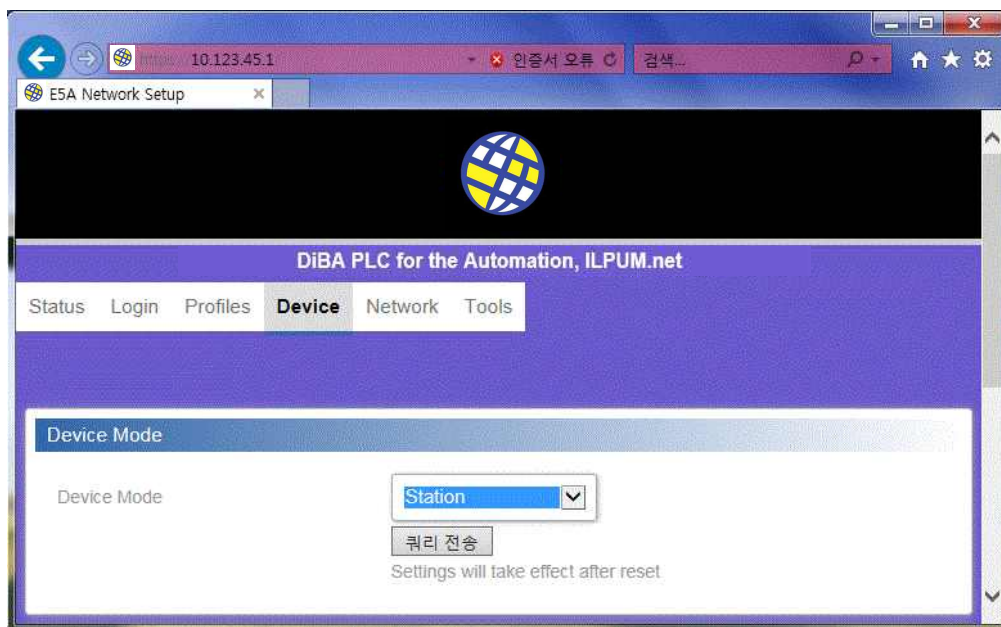 https://10.123.45.1 인증서 오류 검색...
E5A Network Setup
DiBA PLC for the Automation, ILPUM.net
Status Login Profiles Device Network Tools
Device Mode
Device Mode Station
쿼리 전송
Settings will take effect after reset